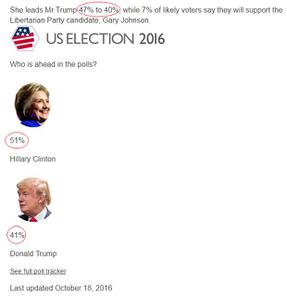 She leads Mr Trump 47% to 40%, while 7% of likely voters say they will support the
Libertarian Party candidate, Gary Johnson.
US ELECTION 2016
Who is ahead in the polls?
51%
Hillary Clinton
41%
Donald Trump
See full poll tracker
Last updated October 18, 2016